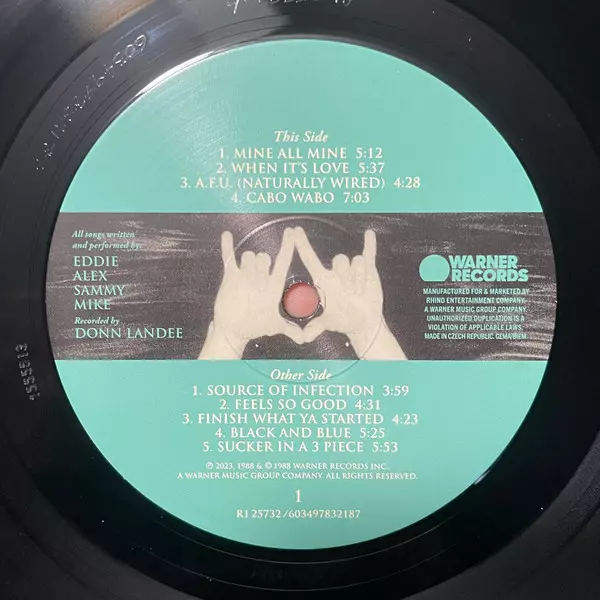 This Side
1. MINE ALL MINE 5:12
2. WHEN IT'S LOVE 5:37
3. A.F.U. (NATURALLY WIRED) 4:28
4. CABO WABO 7:03
All songs written
and performed by:
EDDIE
ALEX
SAMMY
MIKE
Recorded by
DONN LANDEE
WARNER
RECORDS
MANUFACTURED FOR & MARKETED BY
RHINO ENTERTAINMENT COMPANY.
A WARNER MUSIC GROUP COMPANY.
UNAUTHORIZED DUPLICATION IS A
VIOLATION OF APPLICABLE LAWS.
MADE IN CZECH REPUBLIC. GEMA/BIEM.
Other Side
1. SOURCE OF INFECTION 3:59
2. FEELS SO GOOD 4:31
3. FINISH WHAT YA STARTED 4:23
4. BLACK AND BLUE 5:25
5. SUCKER IN A 3 PIECE 5:53
℗ 2023, 1988 & © 1988 WARNER RECORDS INC.
A WARNER MUSIC GROUP COMPANY. ALL RIGHTS RESERVED.
1
R1 25732/603497832187